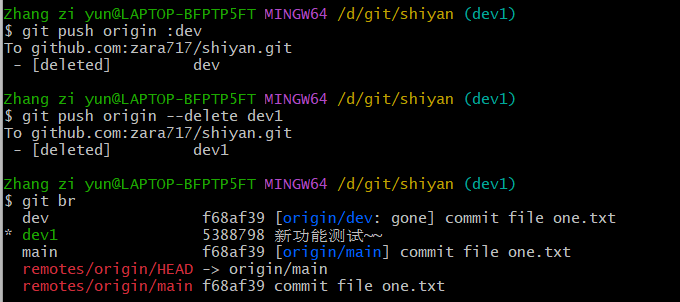 Zhang zi yun@LAPTOP-BFPTP5FT MINGW64 /d/git/shiyan (dev1)
$ git push origin :dev
To github.com:zara717/shiyan.git
 - [deleted]         dev

Zhang zi yun@LAPTOP-BFPTP5FT MINGW64 /d/git/shiyan (dev1)
$ git push origin --delete dev1
To github.com:zara717/shiyan.git
 - [deleted]         dev1

Zhang zi yun@LAPTOP-BFPTP5FT MINGW64 /d/git/shiyan (dev1)
$ git br
  dev                 f68af39 [origin/dev: gone] commit file one.txt
* dev1                5388798 新功能测试~~
  main                f68af39 [origin/main] commit file one.txt
  remotes/origin/HEAD -> origin/main
  remotes/origin/main f68af39 commit file one.txt